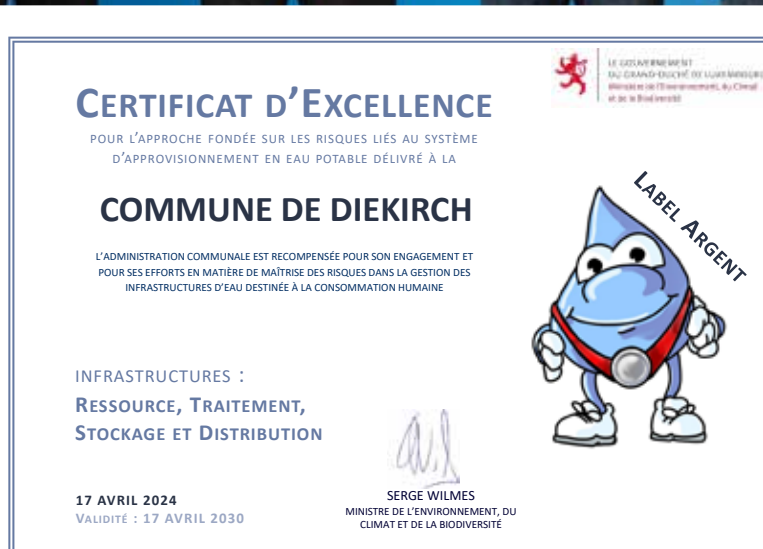 LE GOUVERNEMENT
DU GRAND-DUCHÉ DE LUXEMBOURG
Ministère de l'Environnement, du Climat
et de la Biodiversité
CERTIFICAT D'EXCELLENCE
POUR L'APPROCHE FONDÉE SUR LES RISQUES LIÉS AU SYSTÈME
D'APPROVISIONNEMENT EN EAU POTABLE DÉLIVRÉ À LA
COMMUNE DE DIEKIRCH
L'ADMINISTRATION COMMUNALE EST RECOMPENSÉE POUR SON ENGAGEMENT ET
POUR SES EFFORTS EN MATIÈRE DE MAÎTRISE DES RISQUES DANS LA GESTION DES
INFRASTRUCTURES D'EAU DESTINÉE À LA CONSOMMATION HUMAINE
LABEL ARGENT
INFRASTRUCTURES :
RESSOURCE, TRAITEMENT,
STOCKAGE ET DISTRIBUTION
17 AVRIL 2024
VALIDITÉ : 17 AVRIL 2030
SERGE WILMES
MINISTRE DE L'ENVIRONNEMENT, DU
CLIMAT ET DE LA BIODIVERSITÉ